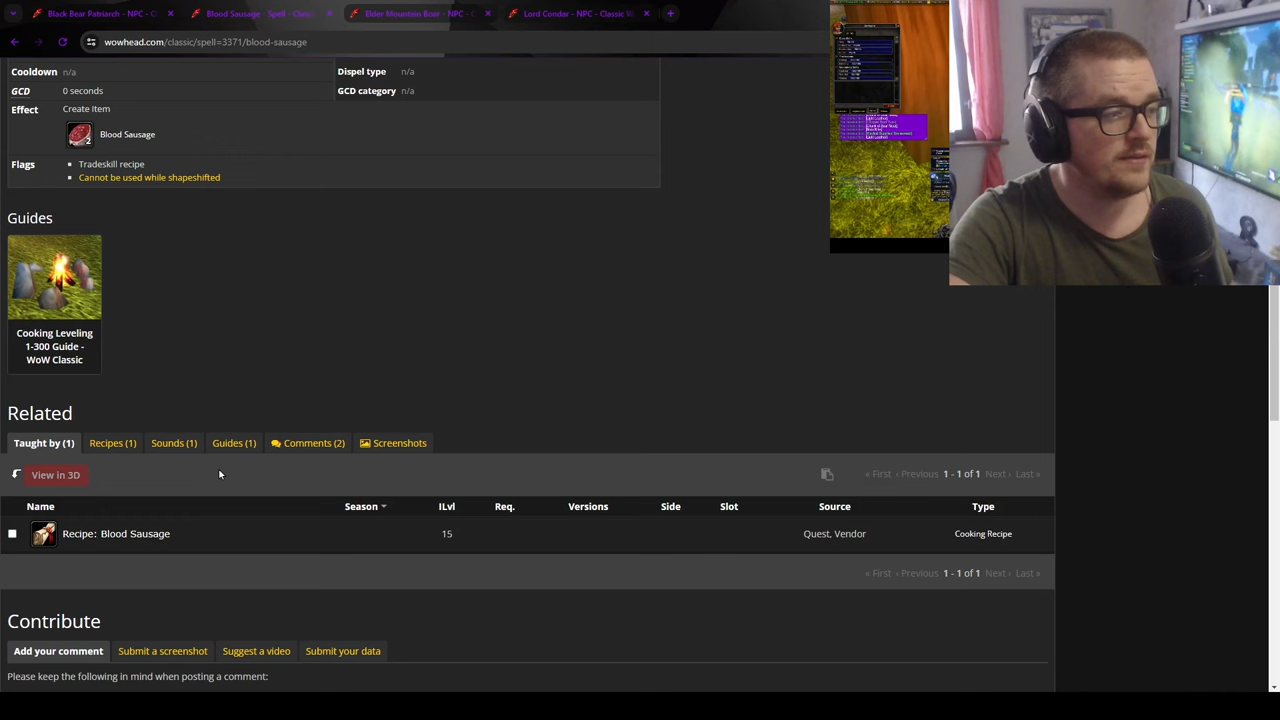 Black Bear Patriarch - NPC - C
Blood Sausage - Spell - Classi
Elder Mountain Boar - NPC - C
Lord Condar - NPC - Classic W
wowhead.com/classic/spell=3371/blood-sausage
Cooldown n/a Dispel type n/a
GCD 0 seconds GCD category n/a
Effect Create Item
2 Blood Sausage
Flags Tradeskill recipe
Cannot be used while shapeshifted
Guides
Cooking Leveling
1-300 Guide -
WoW Classic
Related
Taught by (1) Recipes (1) Sounds (1) Guides (1) Comments (2) Screenshots
View in 3D « First ‹ Previous 1 - 1 of 1 Next › Last »
Name Season ILvl Req. Versions Side Slot Source Type
Recipe: Blood Sausage 15 Quest, Vendor Cooking Recipe
« First ‹ Previous 1 - 1 of 1 Next › Last »
Contribute
Add your comment Submit a screenshot Suggest a video Submit your data
Please keep the following in mind when posting a comment: